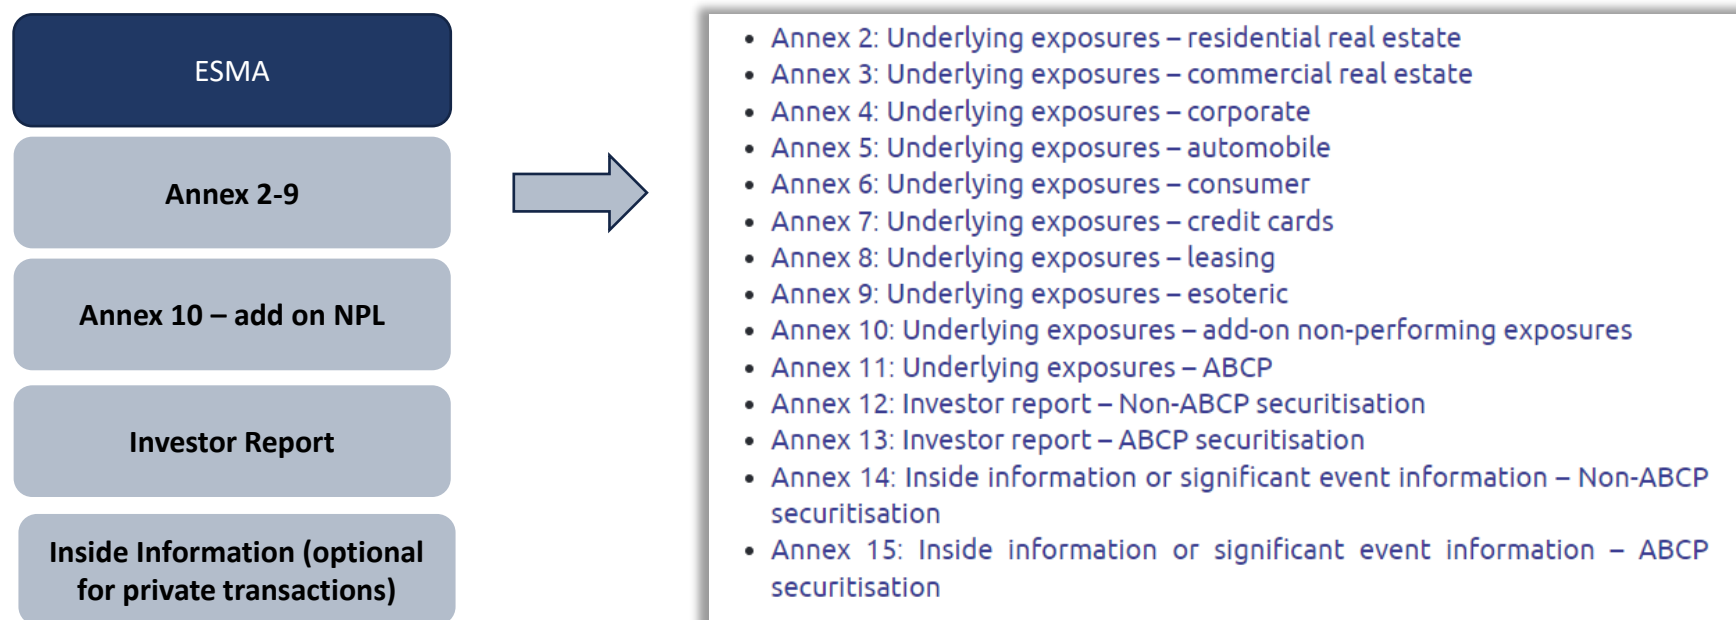 ESMA
Annex 2-9
Annex 10 – add on NPL
Investor Report
Inside Information (optional
for private transactions)
• Annex 2: Underlying exposures – residential real estate
• Annex 3: Underlying exposures – commercial real estate
• Annex 4: Underlying exposures – corporate
• Annex 5: Underlying exposures – automobile
• Annex 6: Underlying exposures – consumer
• Annex 7: Underlying exposures – credit cards
• Annex 8: Underlying exposures – leasing
• Annex 9: Underlying exposures – esoteric
• Annex 10: Underlying exposures – add-on non-performing exposures
• Annex 11: Underlying exposures – ABCP
• Annex 12: Investor report – Non-ABCP securitisation
• Annex 13: Investor report – ABCP securitisation
• Annex 14: Inside information or significant event information – Non-ABCP
securitisation
• Annex 15: Inside information or significant event information – ABCP
securitisation